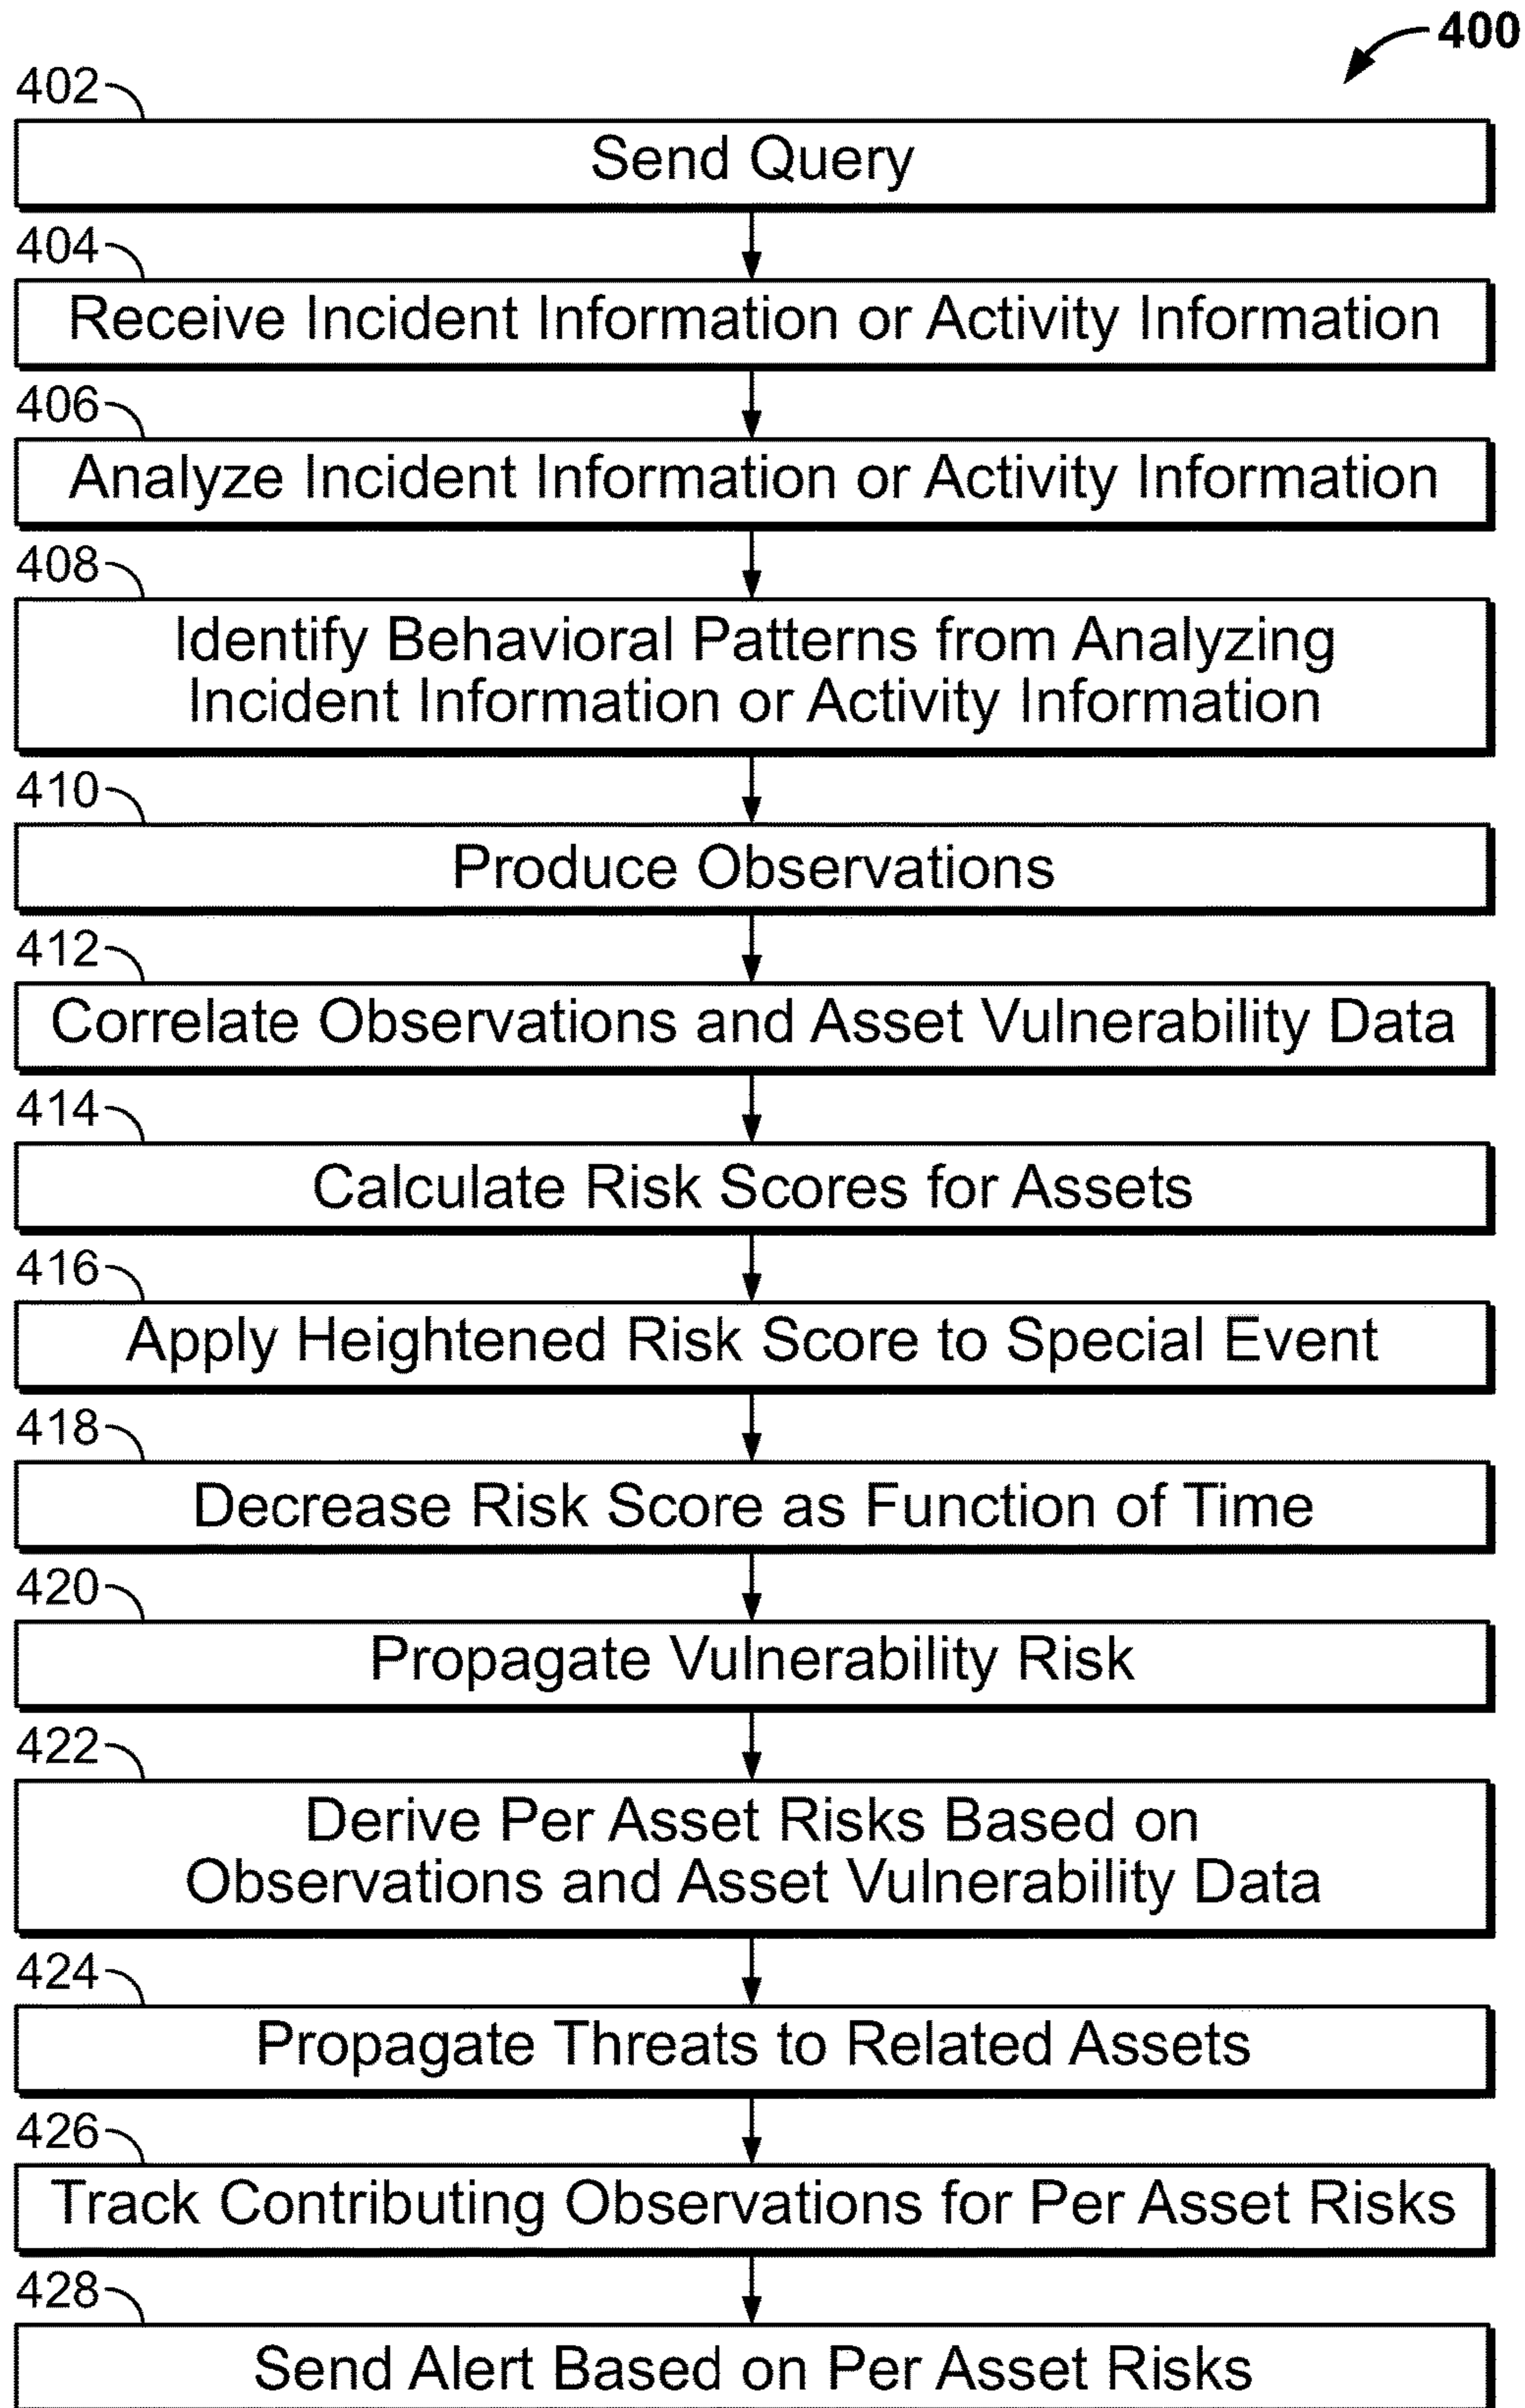 400
402
Send Query
404
Receive Incident Information or Activity Information
406
Analyze Incident Information or Activity Information
408
Identify Behavioral Patterns from Analyzing
Incident Information or Activity Information
410
Produce Observations
412
Correlate Observations and Asset Vulnerability Data
414
Calculate Risk Scores for Assets
416
Apply Heightened Risk Score to Special Event
418
Decrease Risk Score as Function of Time
420
Propagate Vulnerability Risk
422
Derive Per Asset Risks Based on
Observations and Asset Vulnerability Data
424
Propagate Threats to Related Assets
426
Track Contributing Observations for Per Asset Risks
428
Send Alert Based on Per Asset Risks